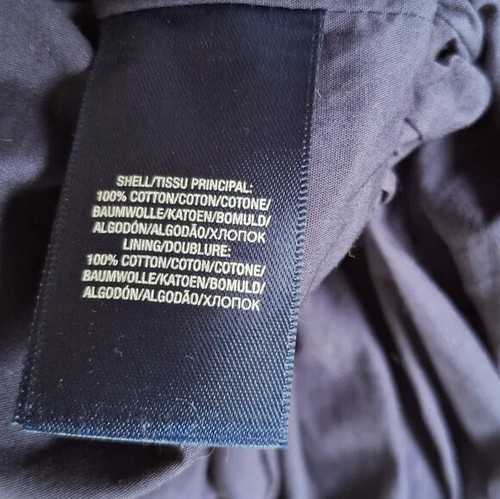 SHELL/TISSU PRINCIPAL:
100% COTTON/COTON/COTONE/
BAUMWOLLE/KATOEN/BOMULD/
ALGODÓN/ALGODÃO/ХЛОПОК
LINING/DOUBLURE:
100% COTTON/COTON/COTONE/
BAUMWOLLE/KATOEN/BOMULD/
ALGODÓN/ALGODÃO/ХЛОПОК